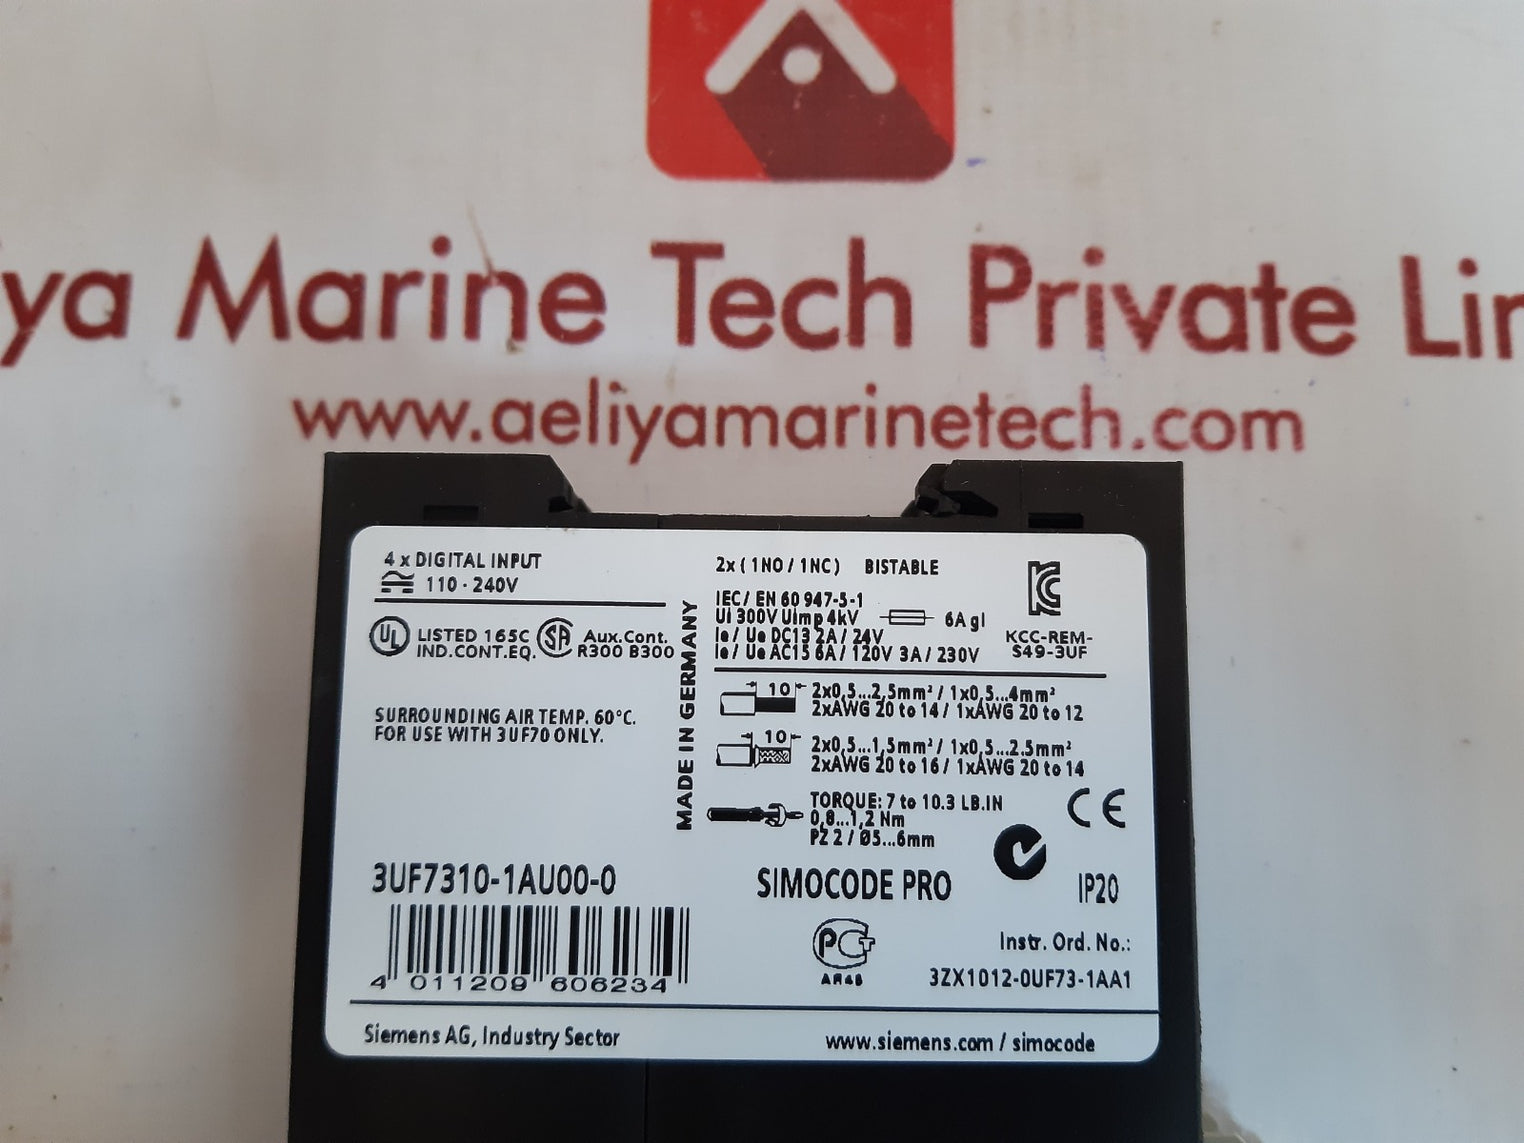 ya Marine Tech Private Lim
www.aeliyamarinetech.com
4 x DIGITAL INPUT
110 - 240V
UL LISTED 165C
IND.CONT.EQ.
SA Aux.Cont.
R300 B300
SURROUNDING AIR TEMP. 60°C.
FOR USE WITH 3UF70 ONLY.
MADE IN GERMANY
2x ( 1NO / 1NC ) BISTABLE
IEC / EN 60 947-5-1
Ui 300V Uimp 4kV 6A gl
Ie / Ue DC13 2A / 24V
Ie / Ue AC15 6A / 120V 3A / 230V
KCC-REM-
S49-3UF
10 2x0,5...2,5mm² / 1x0,5...4mm²
2xAWG 20 to 14 / 1xAWG 20 to 12
10 2x0,5...1,5mm² / 1x0,5...2.5mm²
2xAWG 20 to 16 / 1xAWG 20 to 14
TORQUE: 7 to 10.3 LB.IN
0,8...1,2 Nm
PZ 2 / Ø5...6mm
CE
3UF7310-1AU00-0
SIMOCODE PRO
IP20
4 011209 606234
PCT
Instr. Ord. No.:
3ZX1012-0UF73-1AA1
Siemens AG, Industry Sector
www.siemens.com / simocode